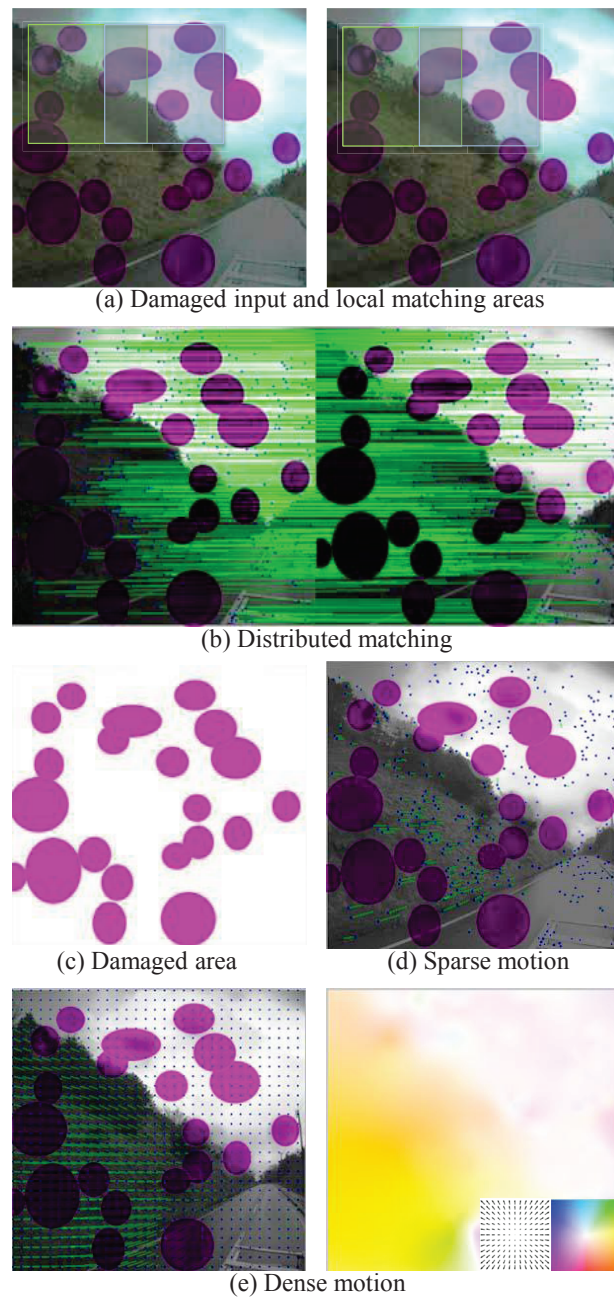 (a) Damaged input and local matching areas
(b) Distributed matching
(c) Damaged area
(d) Sparse motion
(e) Dense motion